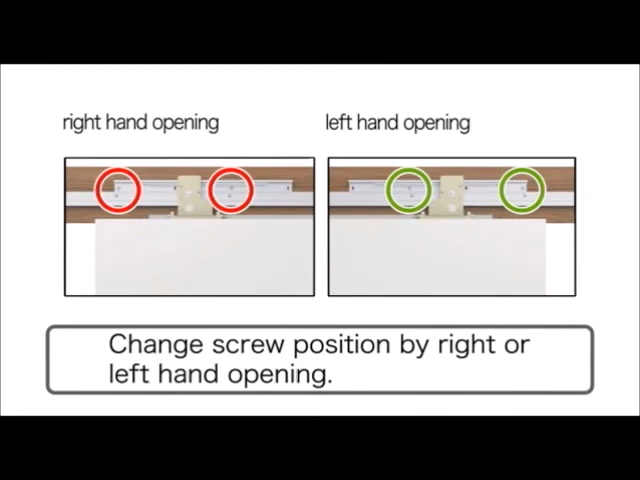 right hand opening
left hand opening
Change screw position by right or
left hand opening.